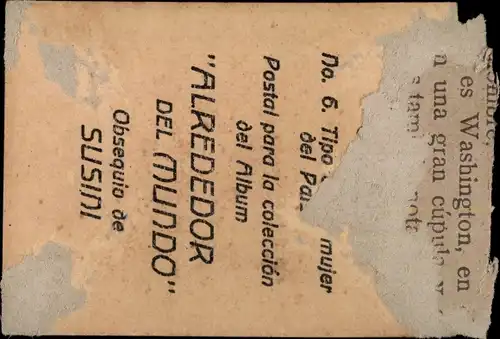 No. 6. Tipo mujer
del
Postal para la colección
del Album
"ALREDEDOR
DEL MUNDO"
Obsequio de
SUSINI
es Washington, en
una gran cúpula